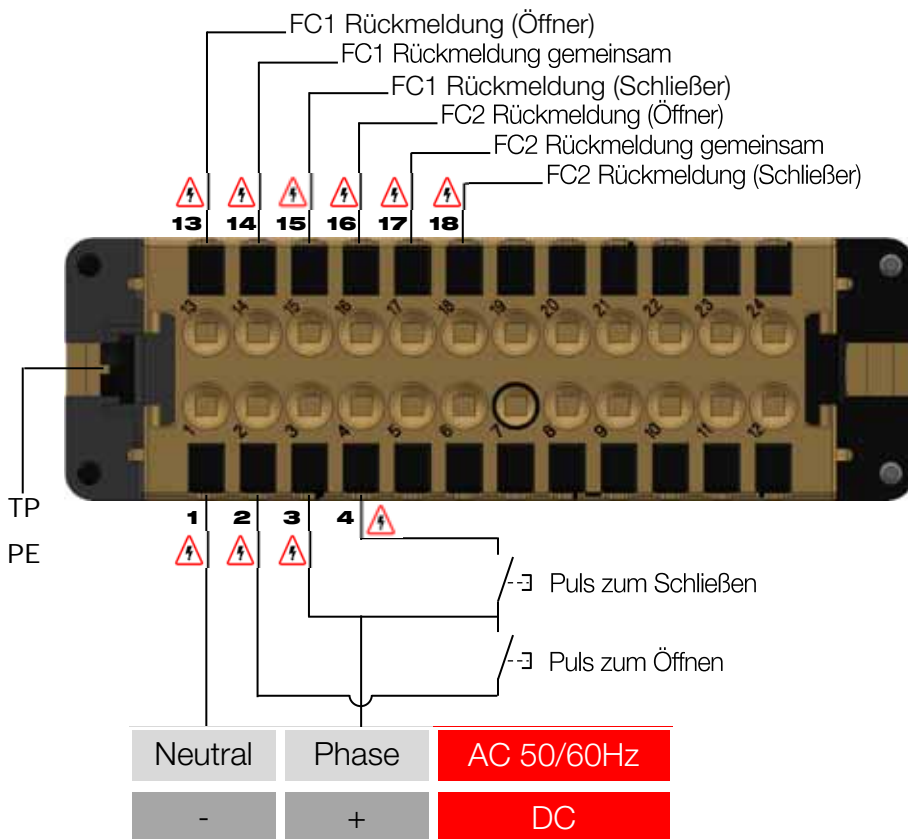 FC1 Rückmeldung (Öffner)
FC1 Rückmeldung gemeinsam
FC1 Rückmeldung (Schließer)
FC2 Rückmeldung (Öffner)
FC2 Rückmeldung gemeinsam
FC2 Rückmeldung (Schließer)
13 14 15 16 17 18
13 14 15 16 17 18 19 20 21 22 23 24
1 2 3 4 5 6 7 8 9 10 11 12
TP
PE
1 2 3 4
Puls zum Schließen
Puls zum Öffnen
Neutral Phase AC 50/60Hz
- + DC